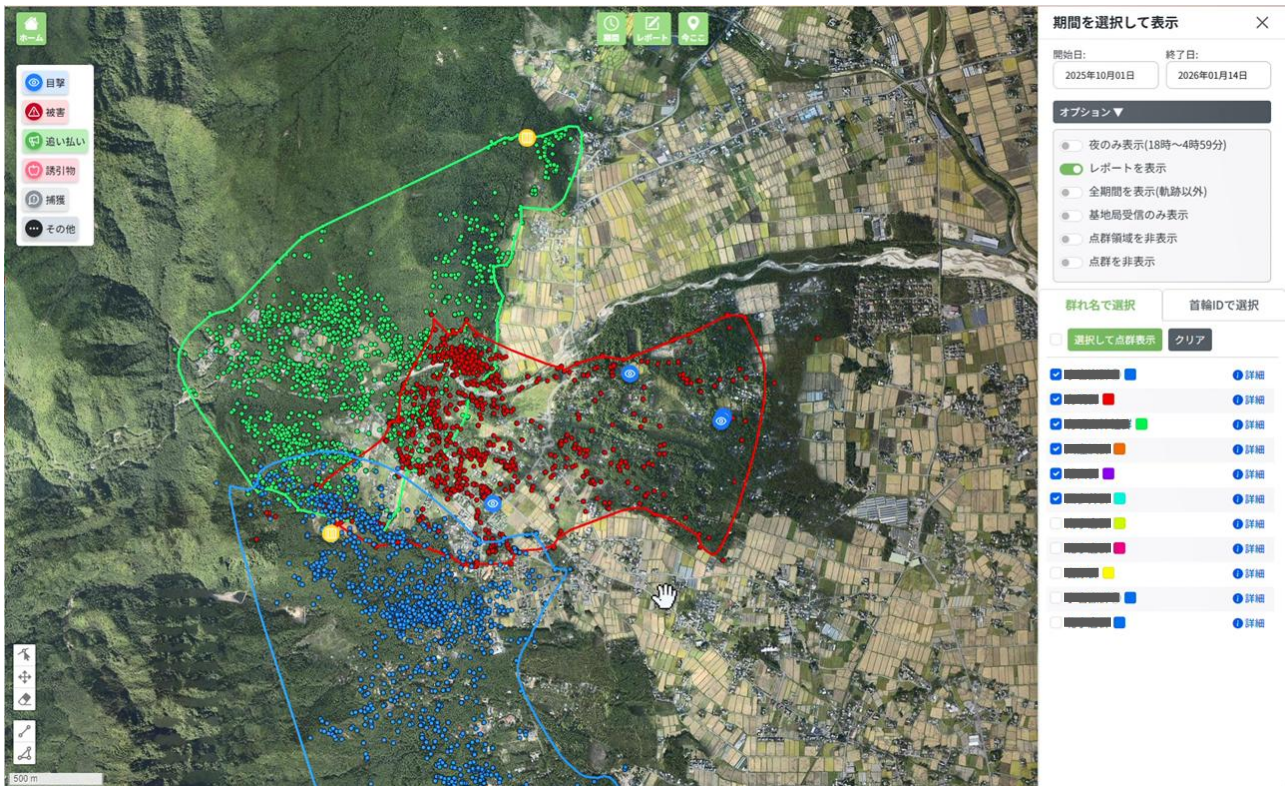 ホーム
期間
レポート
今ここ
目撃
被害
追い払い
誘引物
捕獲
その他
500 m
期間を選択して表示
開始日:
終了日:
2025年10月01日
2026年01月14日
オプション▼
夜のみ表示(18時～4時59分)
レポートを表示
全期間を表示(軌跡以外)
基地局受信のみ表示
点群領域を非表示
点群を非表示
群れ名で選択
首輪IDで選択
選択して点群表示
クリア
詳細
詳細
詳細
詳細
詳細
詳細
詳細
詳細
詳細
詳細
詳細